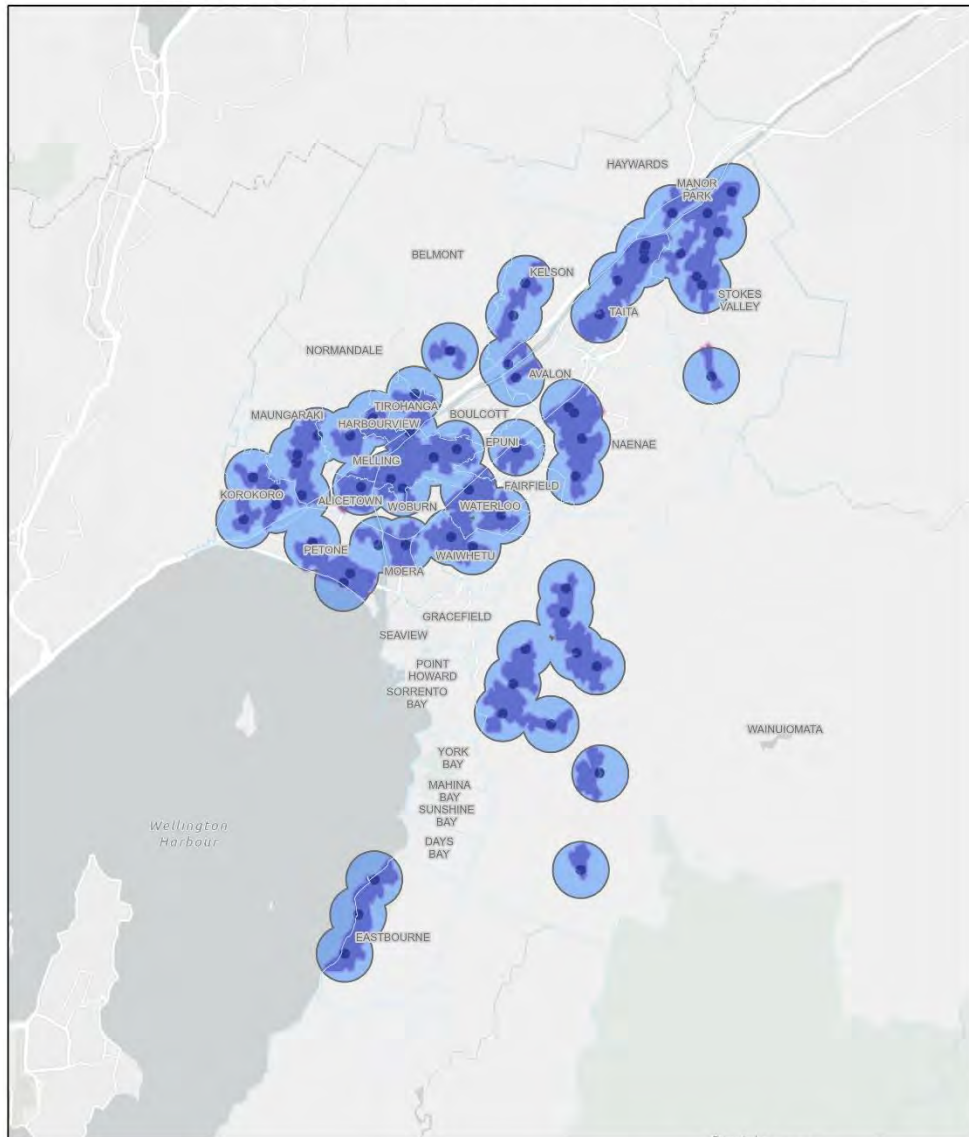 HAYWARDS
MANOR
PARK
BELMONT
KELSON
STOKES
VALLEY
TAITA
NORMANDALE
AVALON
TIROHANGA
MAUNGARAKI
BOULCOTT
HARBOURVIEW
EPUNI
NAENAE
MELLING
FAIRFIELD
KOROKORO
ALICETOWN
WOBURN
WATERLOO
PETONE
WAIWHETU
MOERA
GRACEFIELD
SEAVIEW
POINT
HOWARD
SORRENTO
BAY
WAINUIOMATA
YORK
BAY
MAHINA
BAY
SUNSHINE
BAY
Wellington
Harbour
DAYS
BAY
EASTBOURNE